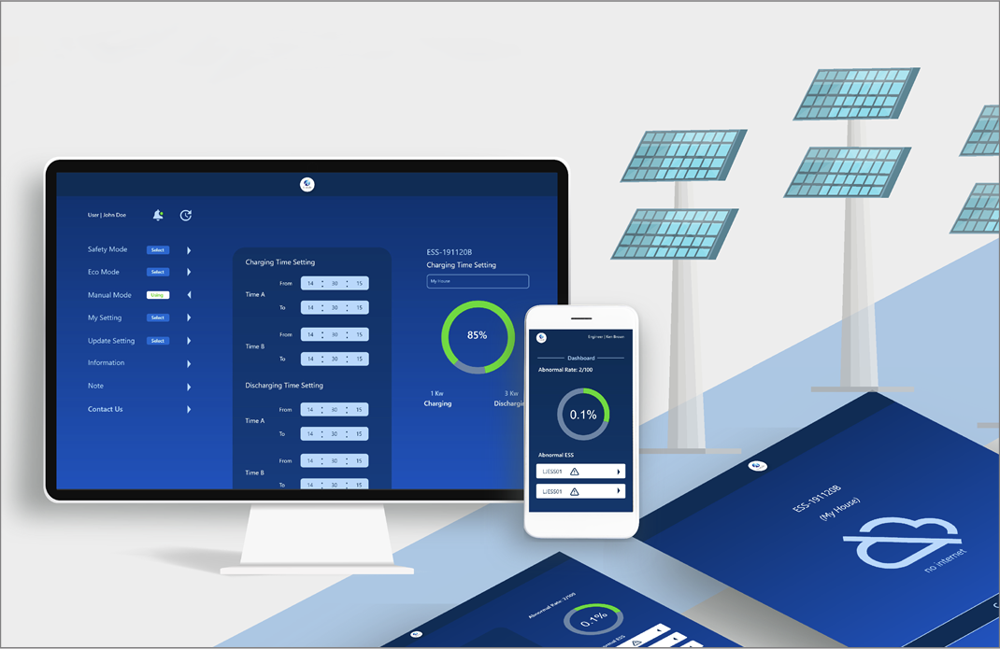 User | John Doe
Safety Mode
Select
Eco Mode
Select
Manual Mode
Using
My Setting
Select
Update Setting
Select
Information
Note
Contact Us
Charging Time Setting
Time A
From 14 : 30 : 15
To 14 : 30 : 15
Time B
From 14 : 30 : 15
To 14 : 30 : 15
Discharging Time Setting
Time A
From 14 : 30 : 15
To 14 : 30 : 15
Time B
From 14 : 30 : 15
To 14 : 30 : 15
ESS-1911208
Charging Time Setting
My House
85%
1 Kw
Charging
3 Kw
Dischargin
Engineer | Ken Brown
Dashboard
Abnormal Rate: 2/100
0.1%
Abnormal ESS
LJESS01
LJESS01
ESS-1911208
(My House)
no internet
Abnormal Rate: 2/100
0.1%
Abnormal ESS